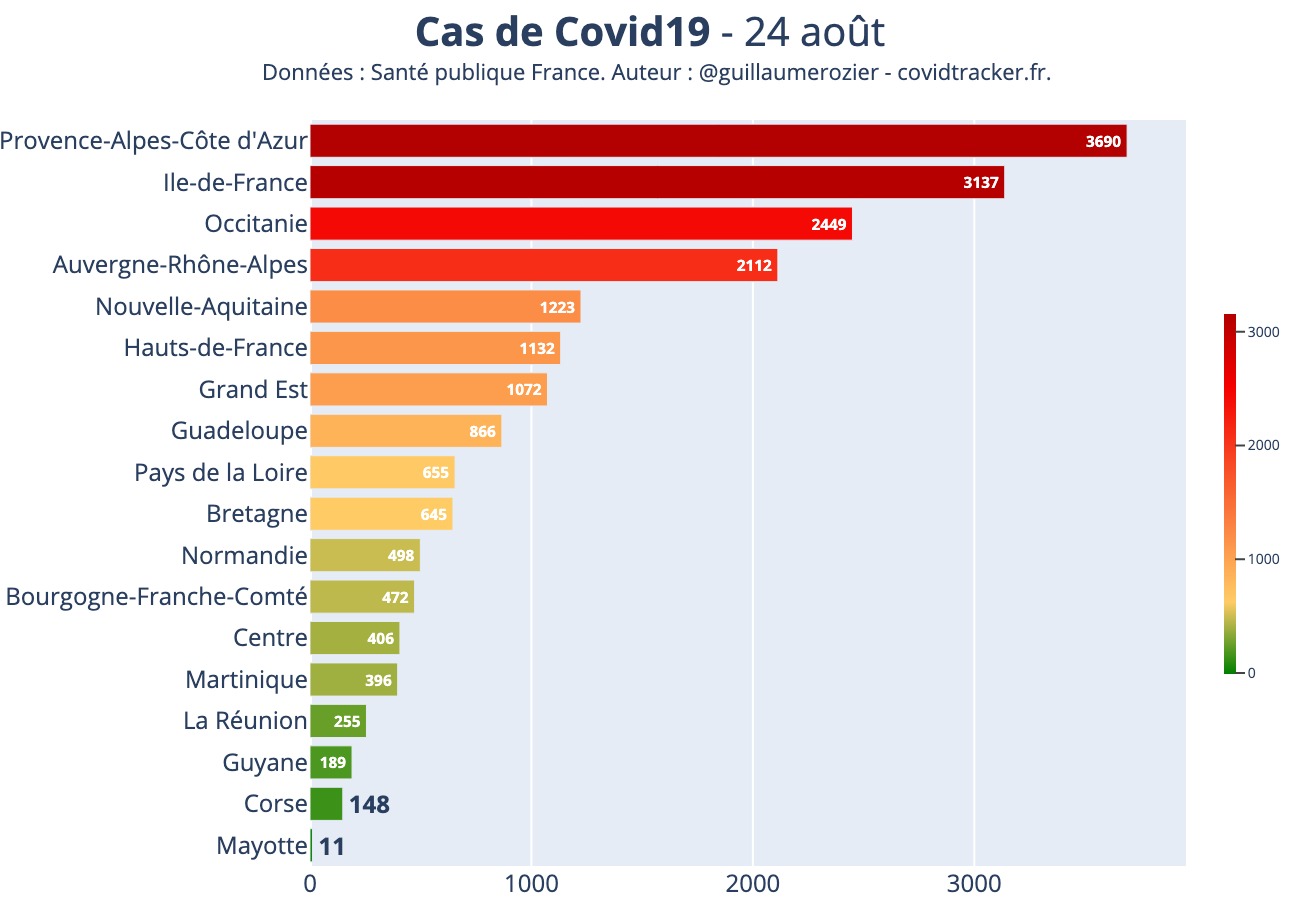 Cas de Covid19 - 24 août
Données : Santé publique France. Auteur : @guillaumerozier - covidtracker.fr.
Provence-Alpes-Côte d'Azur 3690
Ile-de-France 3137
Occitanie 2449
Auvergne-Rhône-Alpes 2112
Nouvelle-Aquitaine 1223
Hauts-de-France 1132
Grand Est 1072
Guadeloupe 866
Pays de la Loire 655
Bretagne 645
Normandie 498
Bourgogne-Franche-Comté 472
Centre 406
Martinique 396
La Réunion 255
Guyane 189
Corse 148
Mayotte 11
0 1000 2000 3000
3000
2000
1000
0